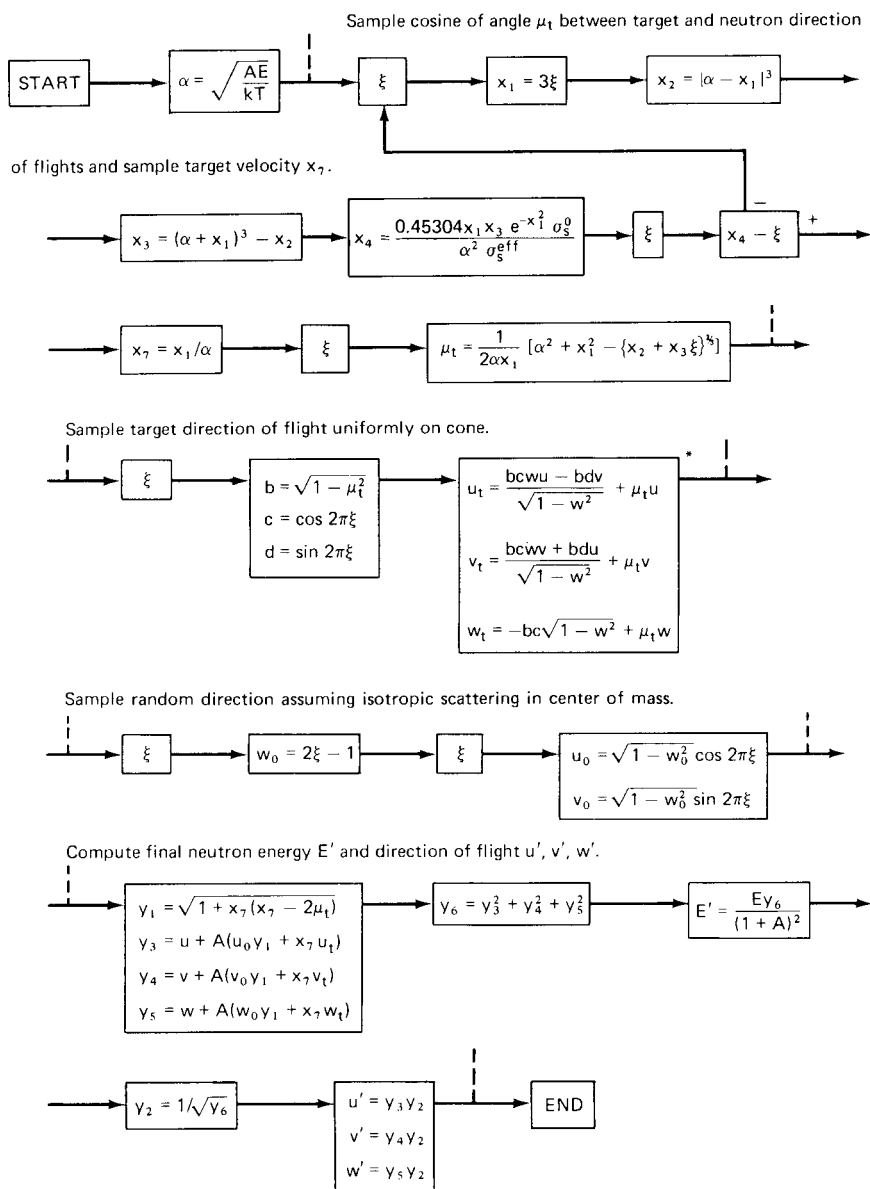 Sample cosine of angle μₜ between target and neutron direction
START
α = √(AE/kT)
ξ
x₁ = 3ξ
x₂ = |α − x₁|³
of flights and sample target velocity x₇.
x₃ = (α + x₁)³ − x₂
x₄ = 0.45304x₁x₃ e^(−x₁²) σₛ⁰ / α² σₛ^eff
ξ
x₄ − ξ
−
+
x₇ = x₁/α
ξ
μₜ = 1/(2αx₁) [α² + x₁² − {x₂ + x₃ξ}^⅔]
Sample target direction of flight uniformly on cone.
ξ
b = √(1 − μₜ²)
c = cos 2πξ
d = sin 2πξ
uₜ = (bcwu − bdv)/√(1 − w²) + μₜu
vₜ = (bcwv + bdu)/√(1 − w²) + μₜv
wₜ = −bc√(1 − w²) + μₜw
*
Sample random direction assuming isotropic scattering in center of mass.
ξ
w₀ = 2ξ − 1
ξ
u₀ = √(1 − w₀²) cos 2πξ
v₀ = √(1 − w₀²) sin 2πξ
Compute final neutron energy E′ and direction of flight u′, v′, w′.
y₁ = √(1 + x₇(x₇ − 2μₜ))
y₃ = u + A(u₀y₁ + x₇uₜ)
y₄ = v + A(v₀y₁ + x₇vₜ)
y₅ = w + A(w₀y₁ + x₇wₜ)
y₆ = y₃² + y₄² + y₅²
E′ = Ey₆/(1 + A)²
y₂ = 1/√y₆
u′ = y₃y₂
v′ = y₄y₂
w′ = y₅y₂
END